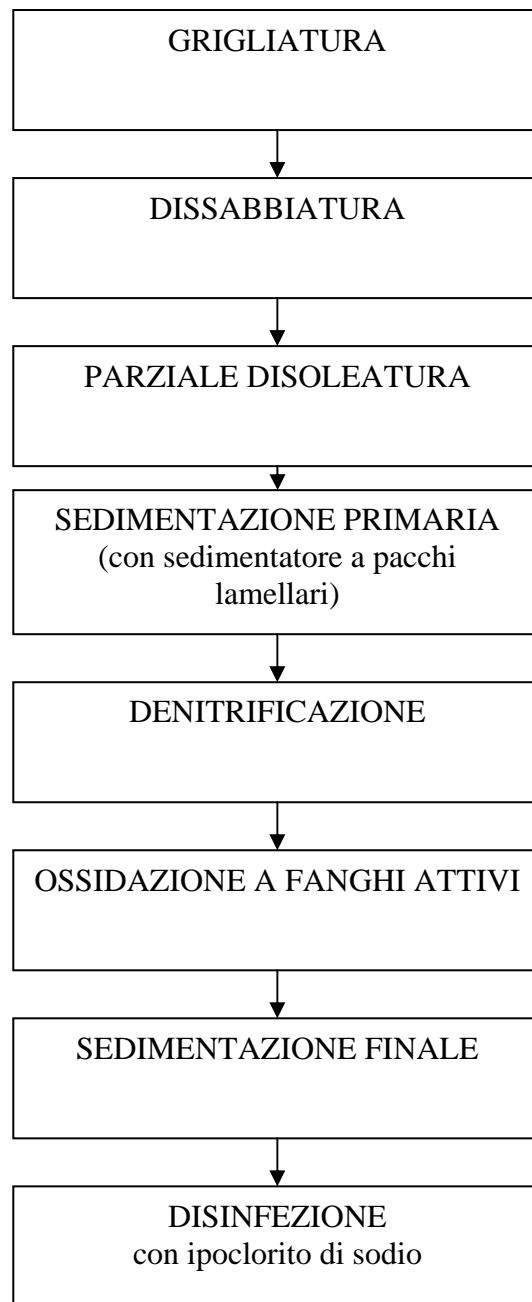 GRIGLIATURA
DISSABBIATURA
PARZIALE DISOLEATURA
SEDIMENTAZIONE PRIMARIA
(con sedimentatore a pacchi
lamellari)
DENITRIFICAZIONE
OSSIDAZIONE A FANGHI ATTIVI
SEDIMENTAZIONE FINALE
DISINFEZIONE
con ipoclorito di sodio